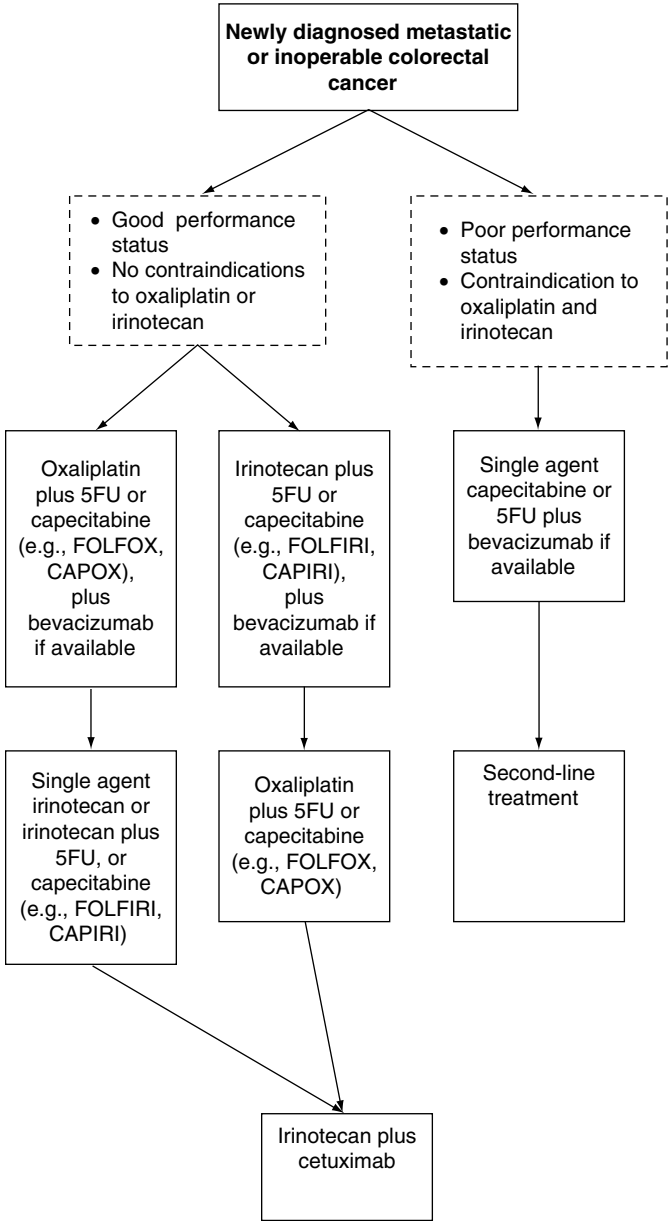 Newly diagnosed metastatic
or inoperable colorectal
cancer
• Good performance
status
• No contraindications
to oxaliplatin or
irinotecan
• Poor performance
status
• Contraindication to
oxaliplatin and
irinotecan
Oxaliplatin
plus 5FU or
capecitabine
(e.g., FOLFOX,
CAPOX),
plus
bevacizumab
if available
Irinotecan plus
5FU or
capecitabine
(e.g., FOLFIRI,
CAPIRI),
plus
bevacizumab if
available
Single agent
capecitabine or
5FU plus
bevacizumab if
available
Single agent
irinotecan or
irinotecan plus
5FU, or
capecitabine
(e.g., FOLFIRI,
CAPIRI)
Oxaliplatin
plus 5FU or
capecitabine
(e.g., FOLFOX,
CAPOX)
Second-line
treatment
Irinotecan plus
cetuximab